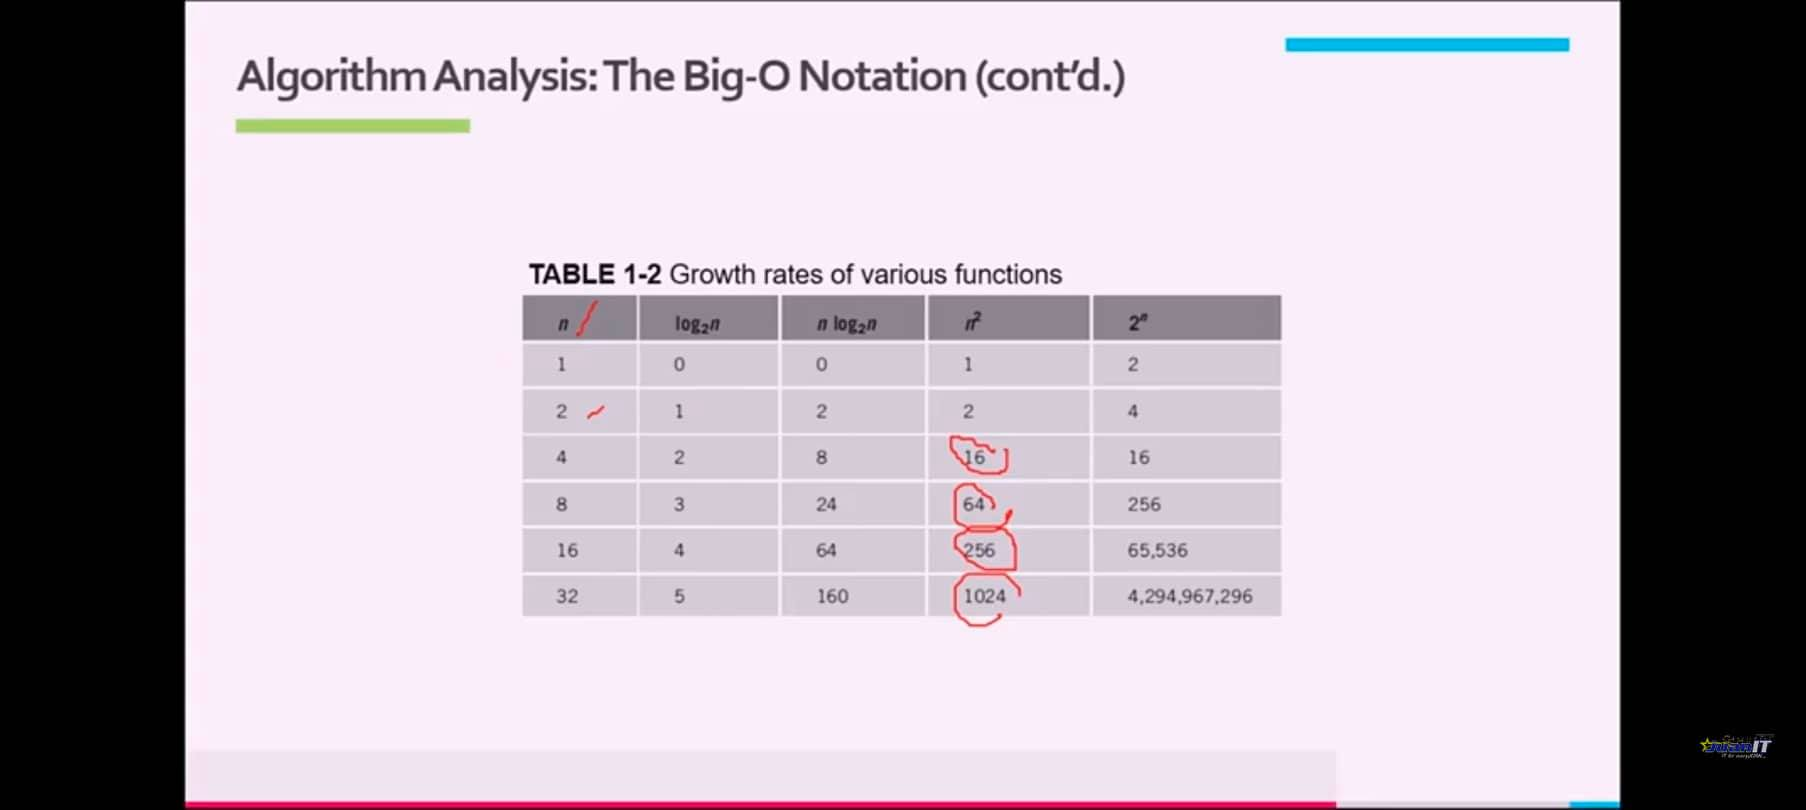 Algorithm Analysis: The Big-O Notation (cont’d.)
TABLE 1-2 Growth rates of various functions
n log₂n n log₂n n² 2ⁿ
1 0 0 1 2
2 1 2 2 4
4 2 8 16 16
8 3 24 64 256
16 4 64 256 65,536
32 5 160 1024 4,294,967,296
JuanIT